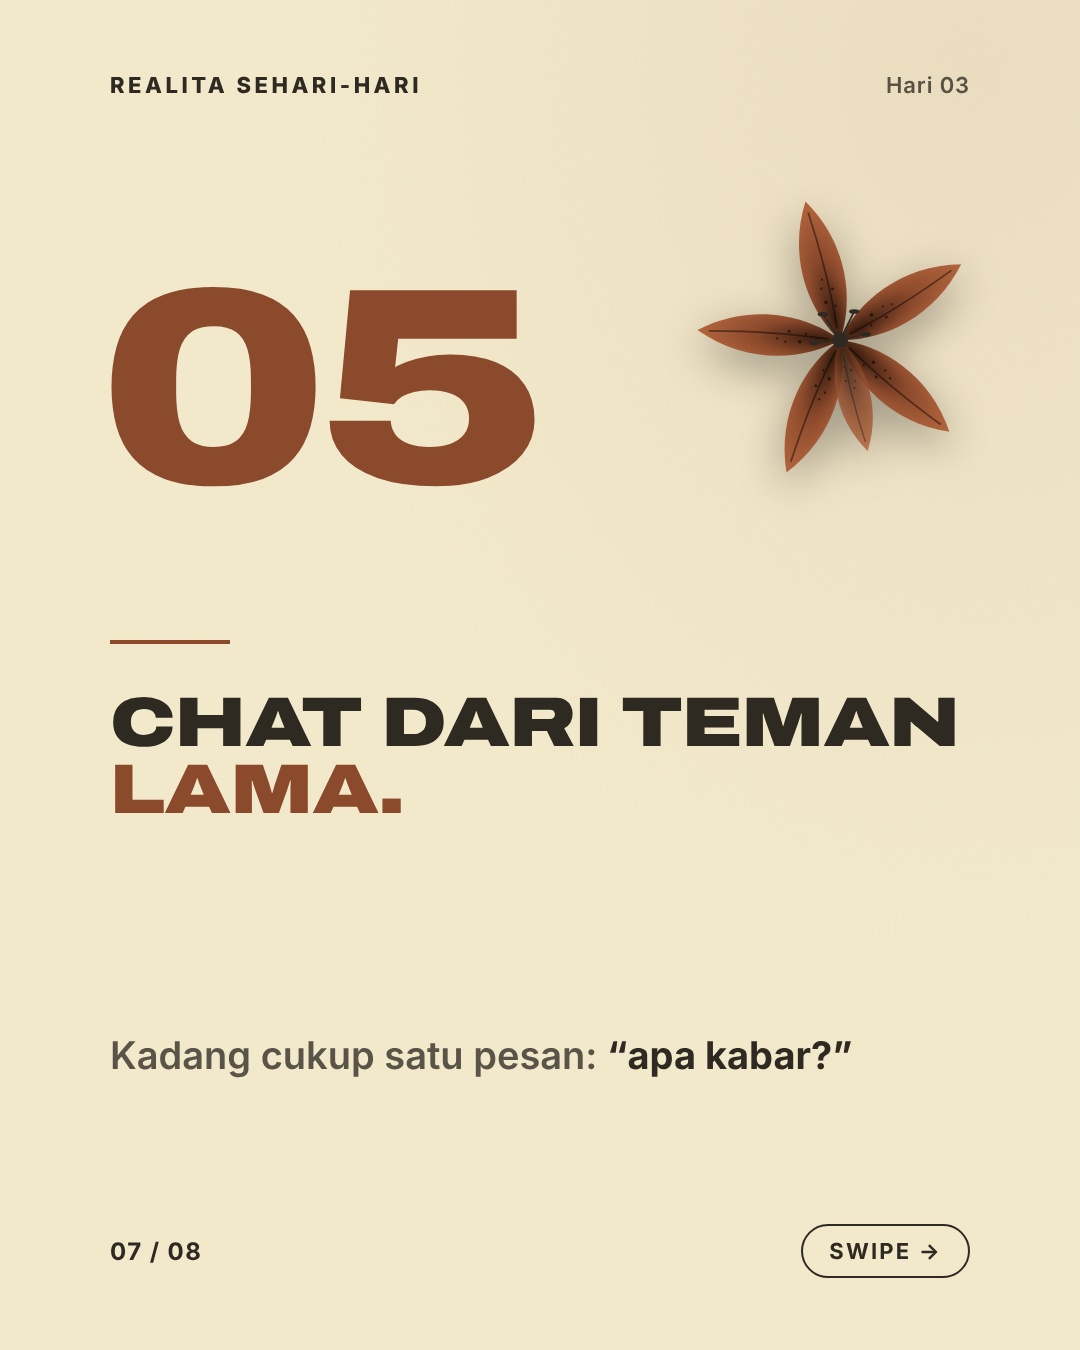 REALITA SEHARI-HARI
Hari 03
05
CHAT DARI TEMAN
LAMA.
Kadang cukup satu pesan: “apa kabar?”
07 / 08
SWIPE →